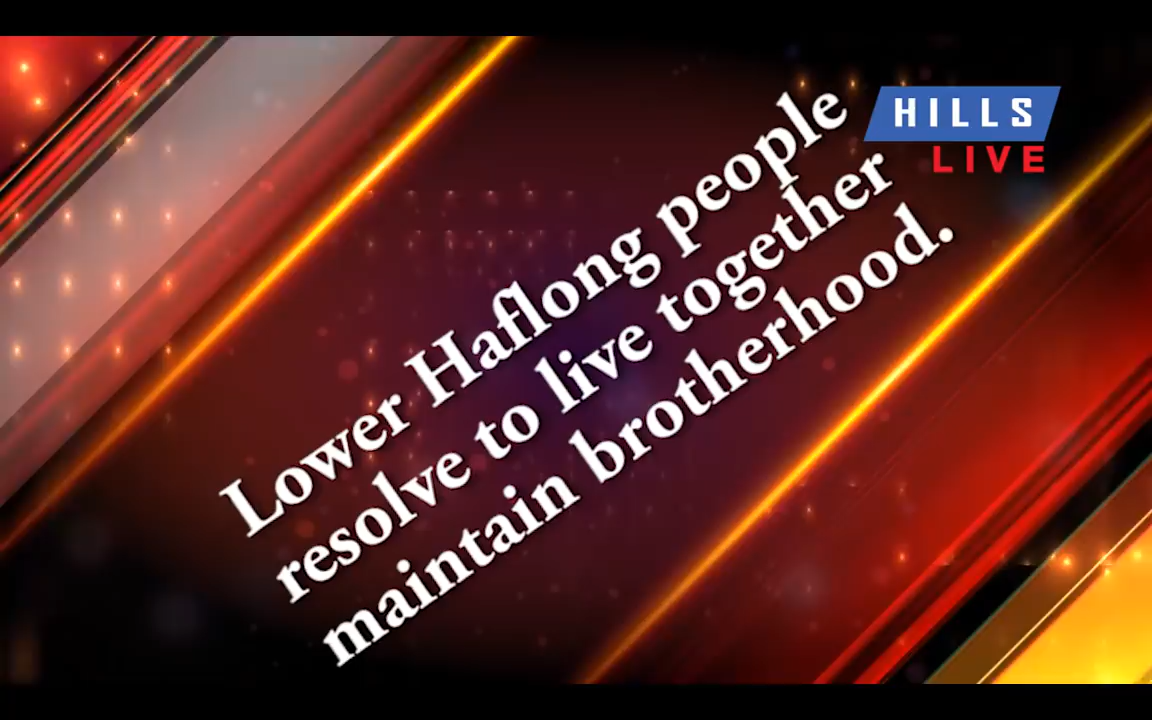 HILLS
LIVE
Lower Haflong people
resolve to live together
maintain brotherhood.